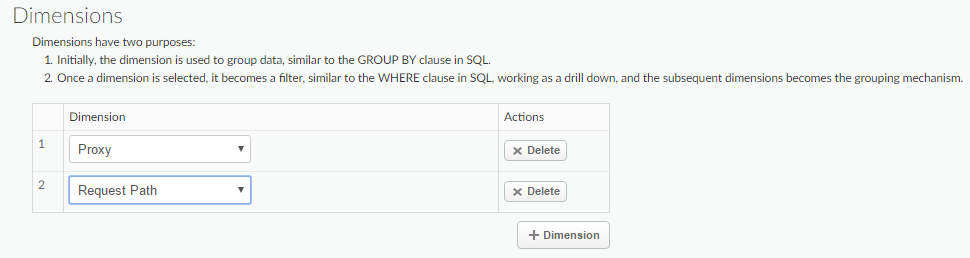 Dimensions
Dimensions have two purposes:
1. Initially, the dimension is used to group data, similar to the GROUP BY clause in SQL.
2. Once a dimension is selected, it becomes a filter, similar to the WHERE clause in SQL, working as a drill down, and the subsequent dimensions becomes the grouping mechanism.
Dimension Actions
1 Proxy Delete
2 Request Path Delete
+ Dimension